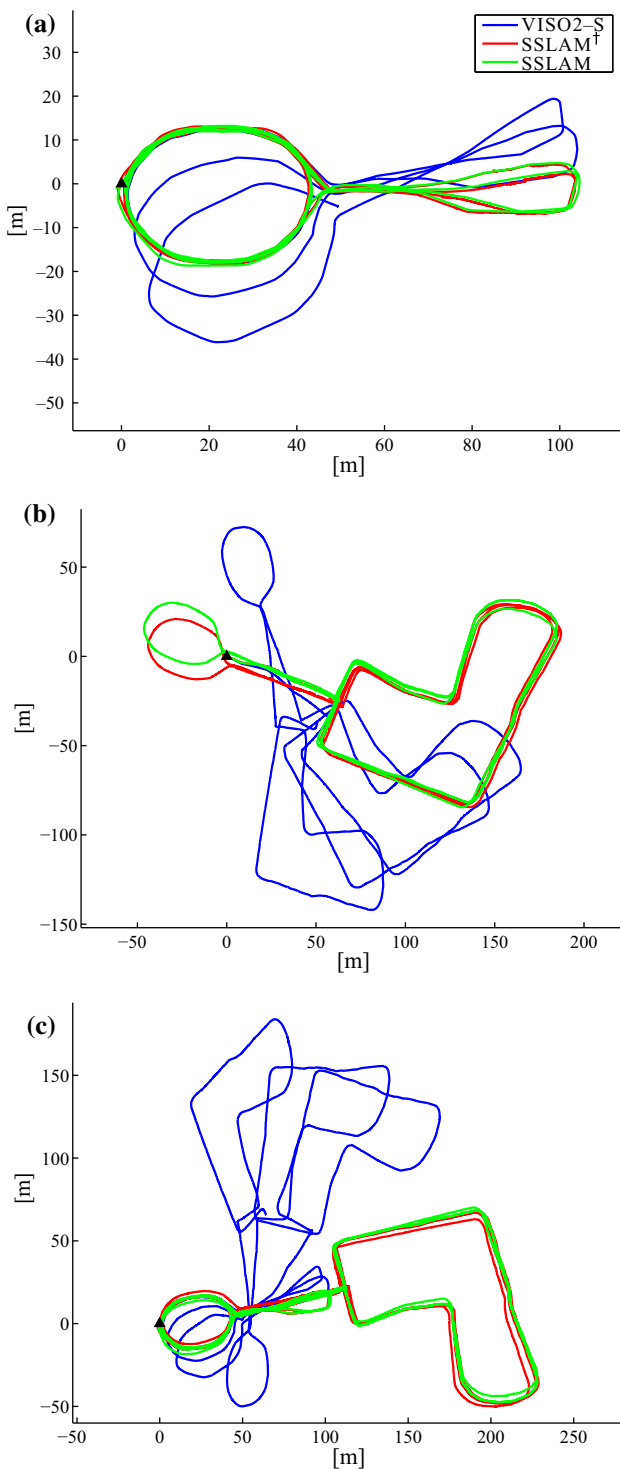 (a)
VISO2–S
SSLAM†
SSLAM
30
20
10
0
−10
−20
−30
−40
−50
[m]
0 20 40 60 80 100
[m]
(b)
50
0
−50
−100
−150
[m]
−50 0 50 100 150 200
[m]
(c)
150
100
50
0
−50
[m]
−50 0 50 100 150 200 250
[m]